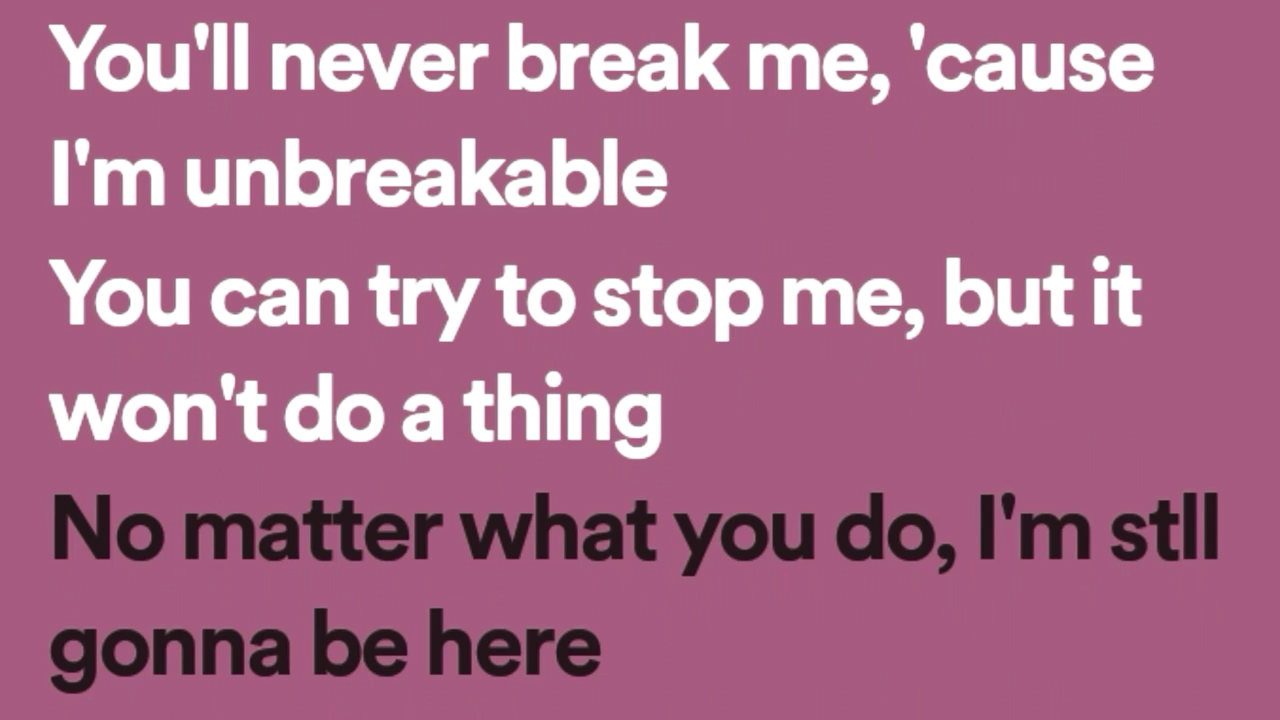 You'll never break me, 'cause
I'm unbreakable
You can try to stop me, but it
won't do a thing
No matter what you do, I'm stll
gonna be here